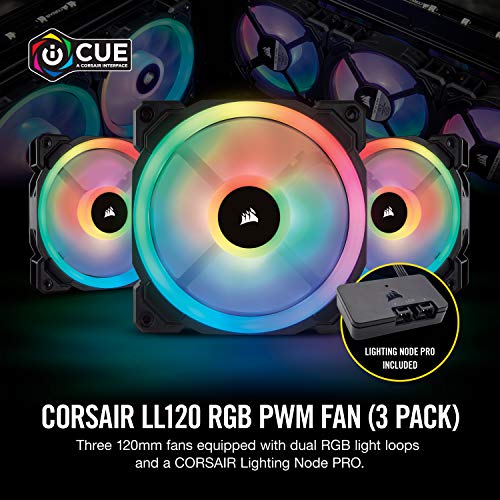 iCUE
A CORSAIR INTERFACE
LIGHTING NODE PRO
INCLUDED
CORSAIR LL120 RGB PWM FAN (3 PACK)
Three 120mm fans equipped with dual RGB light loops
and a CORSAIR Lighting Node PRO.